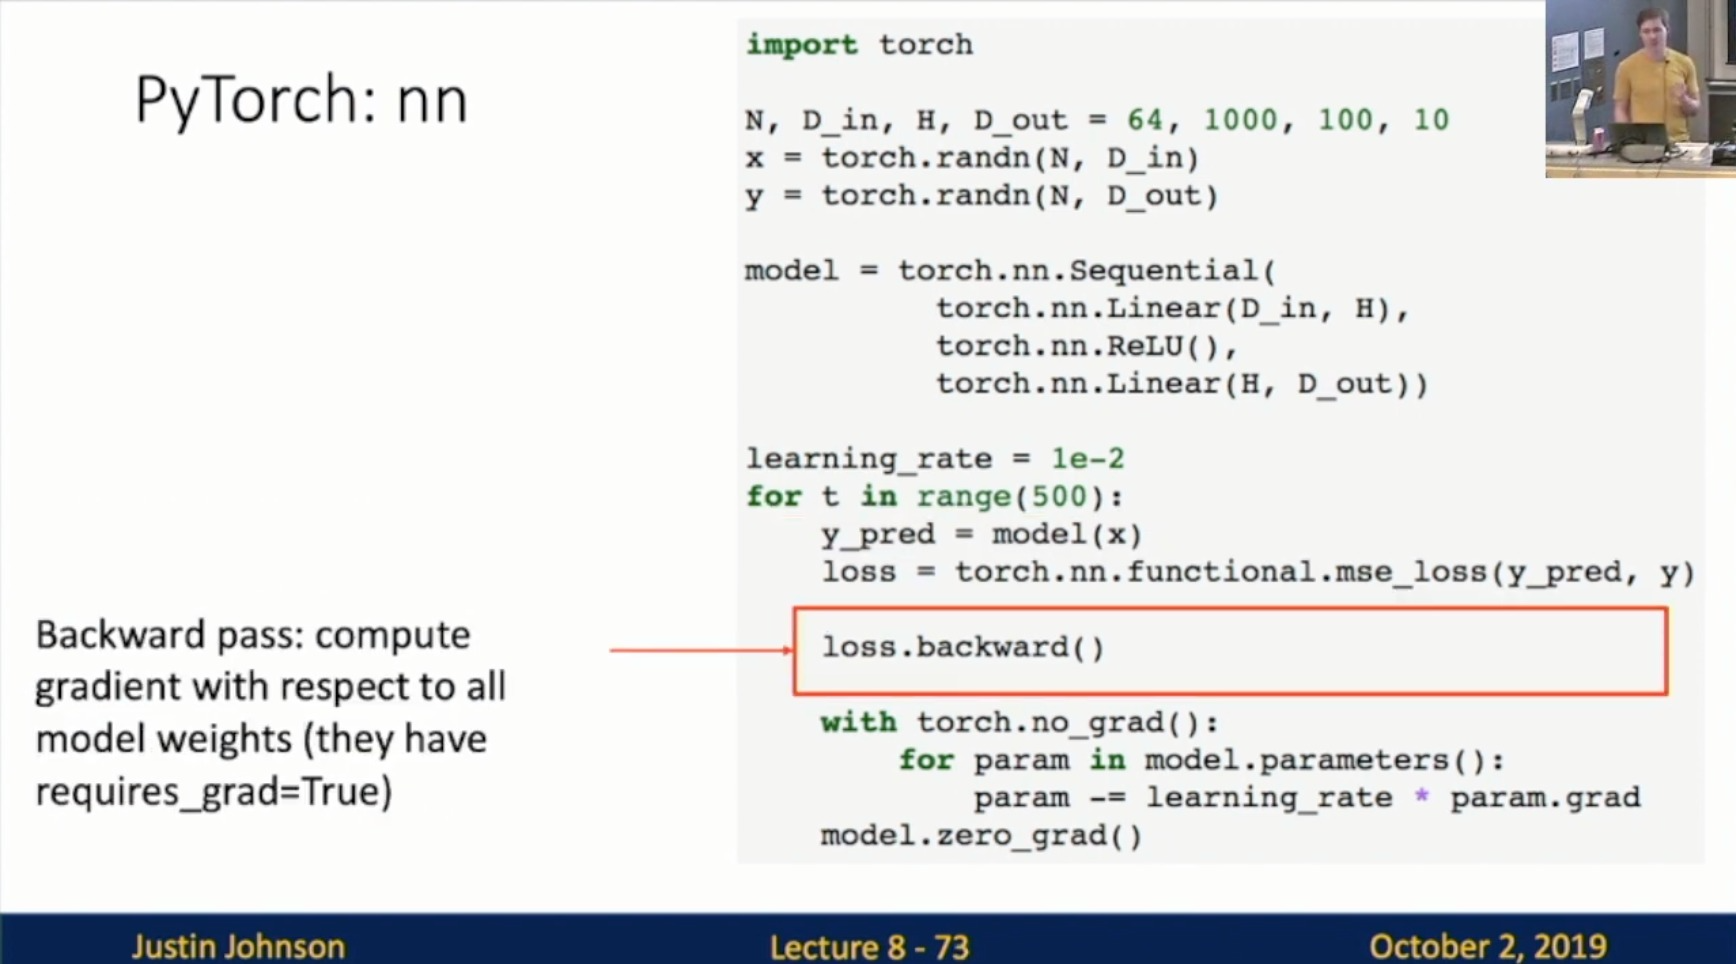 PyTorch: nn
import torch
N, D_in, H, D_out = 64, 1000, 100, 10
x = torch.randn(N, D_in)
y = torch.randn(N, D_out)
model = torch.nn.Sequential(
torch.nn.Linear(D_in, H),
torch.nn.ReLU(),
torch.nn.Linear(H, D_out))
learning_rate = 1e-2
for t in range(500):
y_pred = model(x)
loss = torch.nn.functional.mse_loss(y_pred, y)
loss.backward()
with torch.no_grad():
for param in model.parameters():
param -= learning_rate * param.grad
model.zero_grad()
Backward pass: compute
gradient with respect to all
model weights (they have
requires_grad=True)
Justin Johnson
Lecture 8 - 73
October 2, 2019